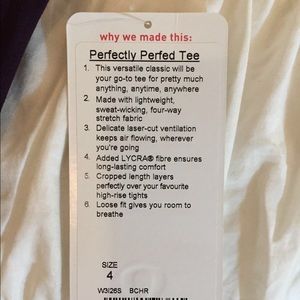 why we made this:
Perfectly Perfed Tee
1. This versatile classic will be
your go-to tee for pretty much
anything, anytime, anywhere
2. Made with lightweight,
sweat-wicking, four-way
stretch fabric
3. Delicate laser-cut ventilation
keeps air flowing, wherever
you're going
4. Added LYCRA® fibre ensures
long-lasting comfort
5. Cropped length layers
perfectly over your favourite
high-rise tights
6. Loose fit gives you room to
breathe
SIZE
4
W3I26S BCHR